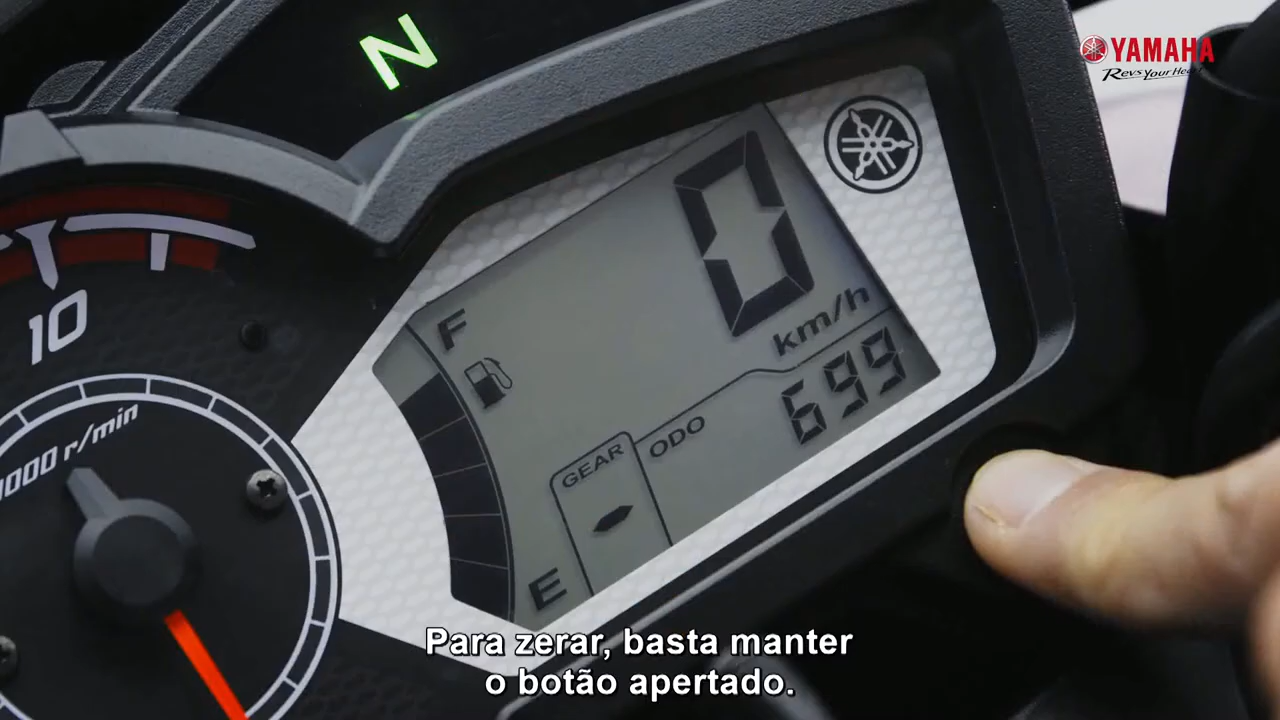 N
YAMAHA
Revs Your Heart
0
km/h
F
10
699
ODO
GEAR
-
1000 r/min
E
Para zerar, basta manter
o botão apertado.